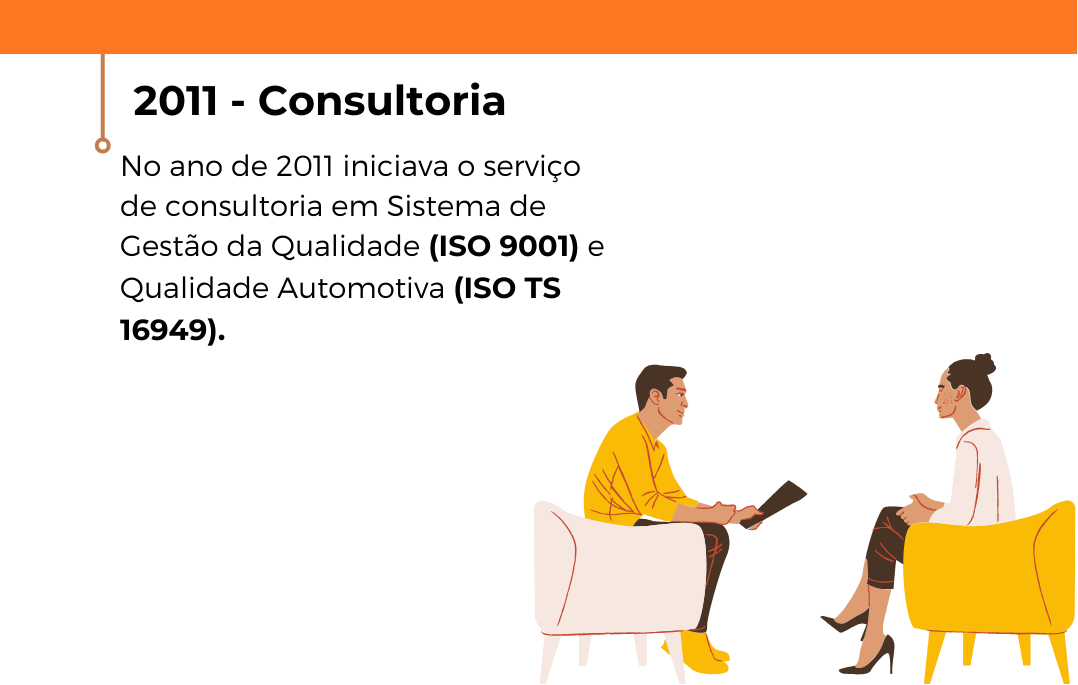 2011 - Consultoria
No ano de 2011 iniciava o serviço
de consultoria em Sistema de
Gestão da Qualidade (ISO 9001) e
Qualidade Automotiva (ISO TS
16949).